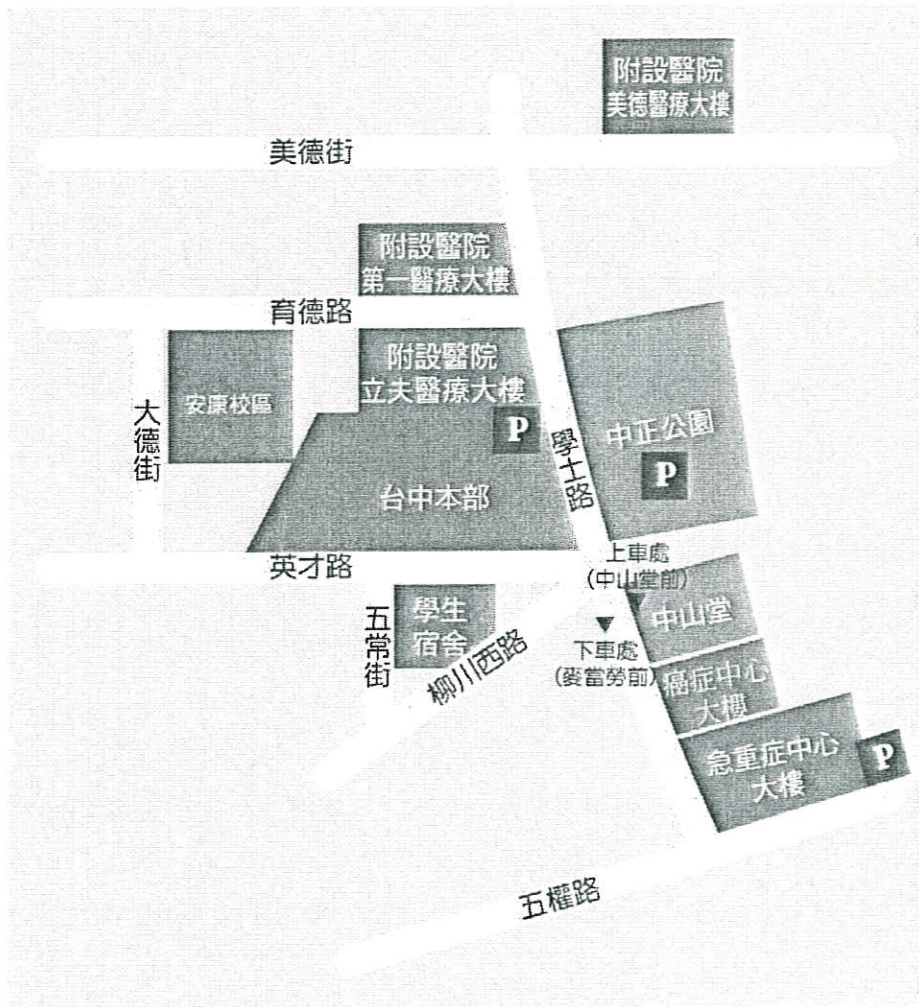 附設醫院
美德醫療大樓
美德街
附設醫院
第一醫療大樓
育德路
附設醫院
立夫醫療大樓
安康校區
大德街
P
中正公園
P
學士路
台中本部
英才路
上車處
(中山堂前)
中山堂
學生
宿舍
五常街
柳川西路
下車處
(麥當勞前)
癌症中心
大樓
急重症中心
大樓
P
五權路